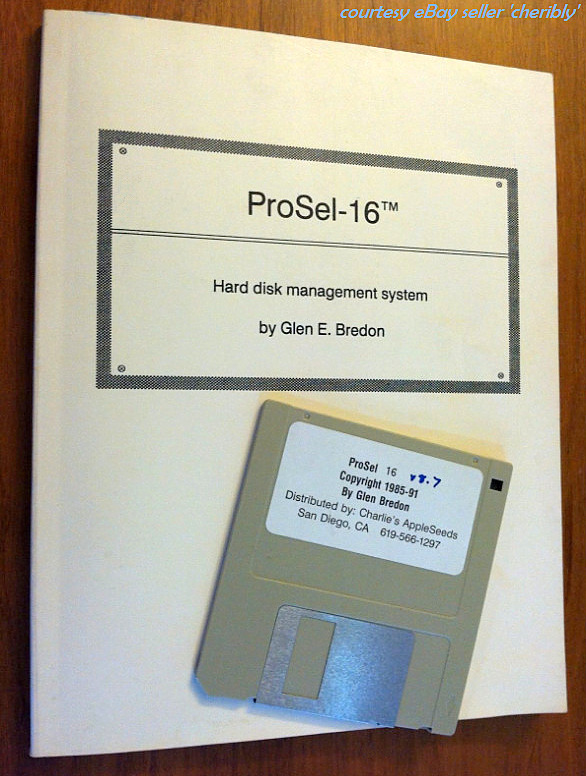 courtesy eBay seller 'cheribly'
ProSel-16™
Hard disk management system
by Glen E. Bredon
ProSel 16 v8.7
Copyright 1985-91
By Glen Bredon
Distributed by: Charlie's AppleSeeds
San Diego, CA 619-566-1297